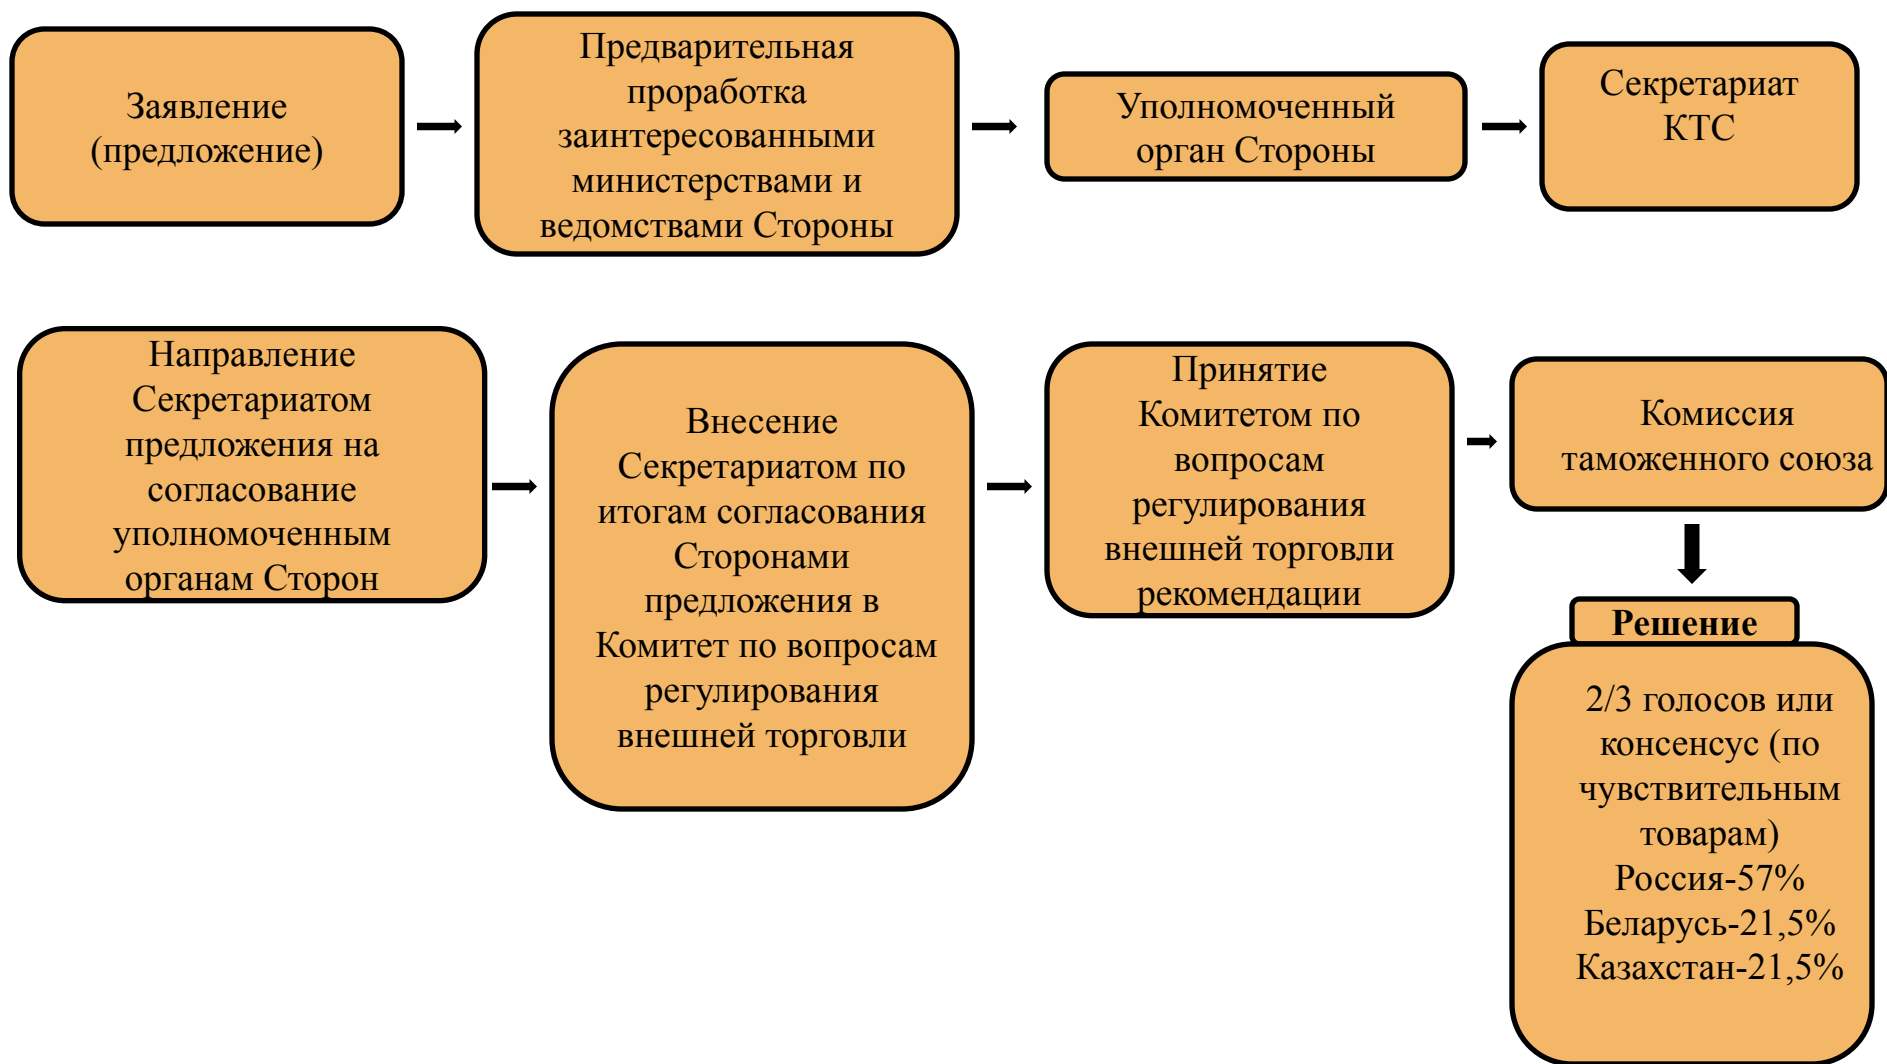 Заявление
(предложение)
Предварительная
проработка
заинтересованными
министерствами и
ведомствами Стороны
Уполномоченный
орган Стороны
Секретариат
КТС
Направление
Секретариатом
предложения на
согласование
уполномоченным
органам Сторон
Внесение
Секретариатом по
итогам согласования
Сторонами
предложения в
Комитет по вопросам
регулирования
внешней торговли
Принятие
Комитетом по
вопросам
регулирования
внешней торговли
рекомендации
Комиссия
таможенного союза
Решение
2/3 голосов или
консенсус (по
чувствительным
товарам)
Россия-57%
Беларусь-21,5%
Казахстан-21,5%